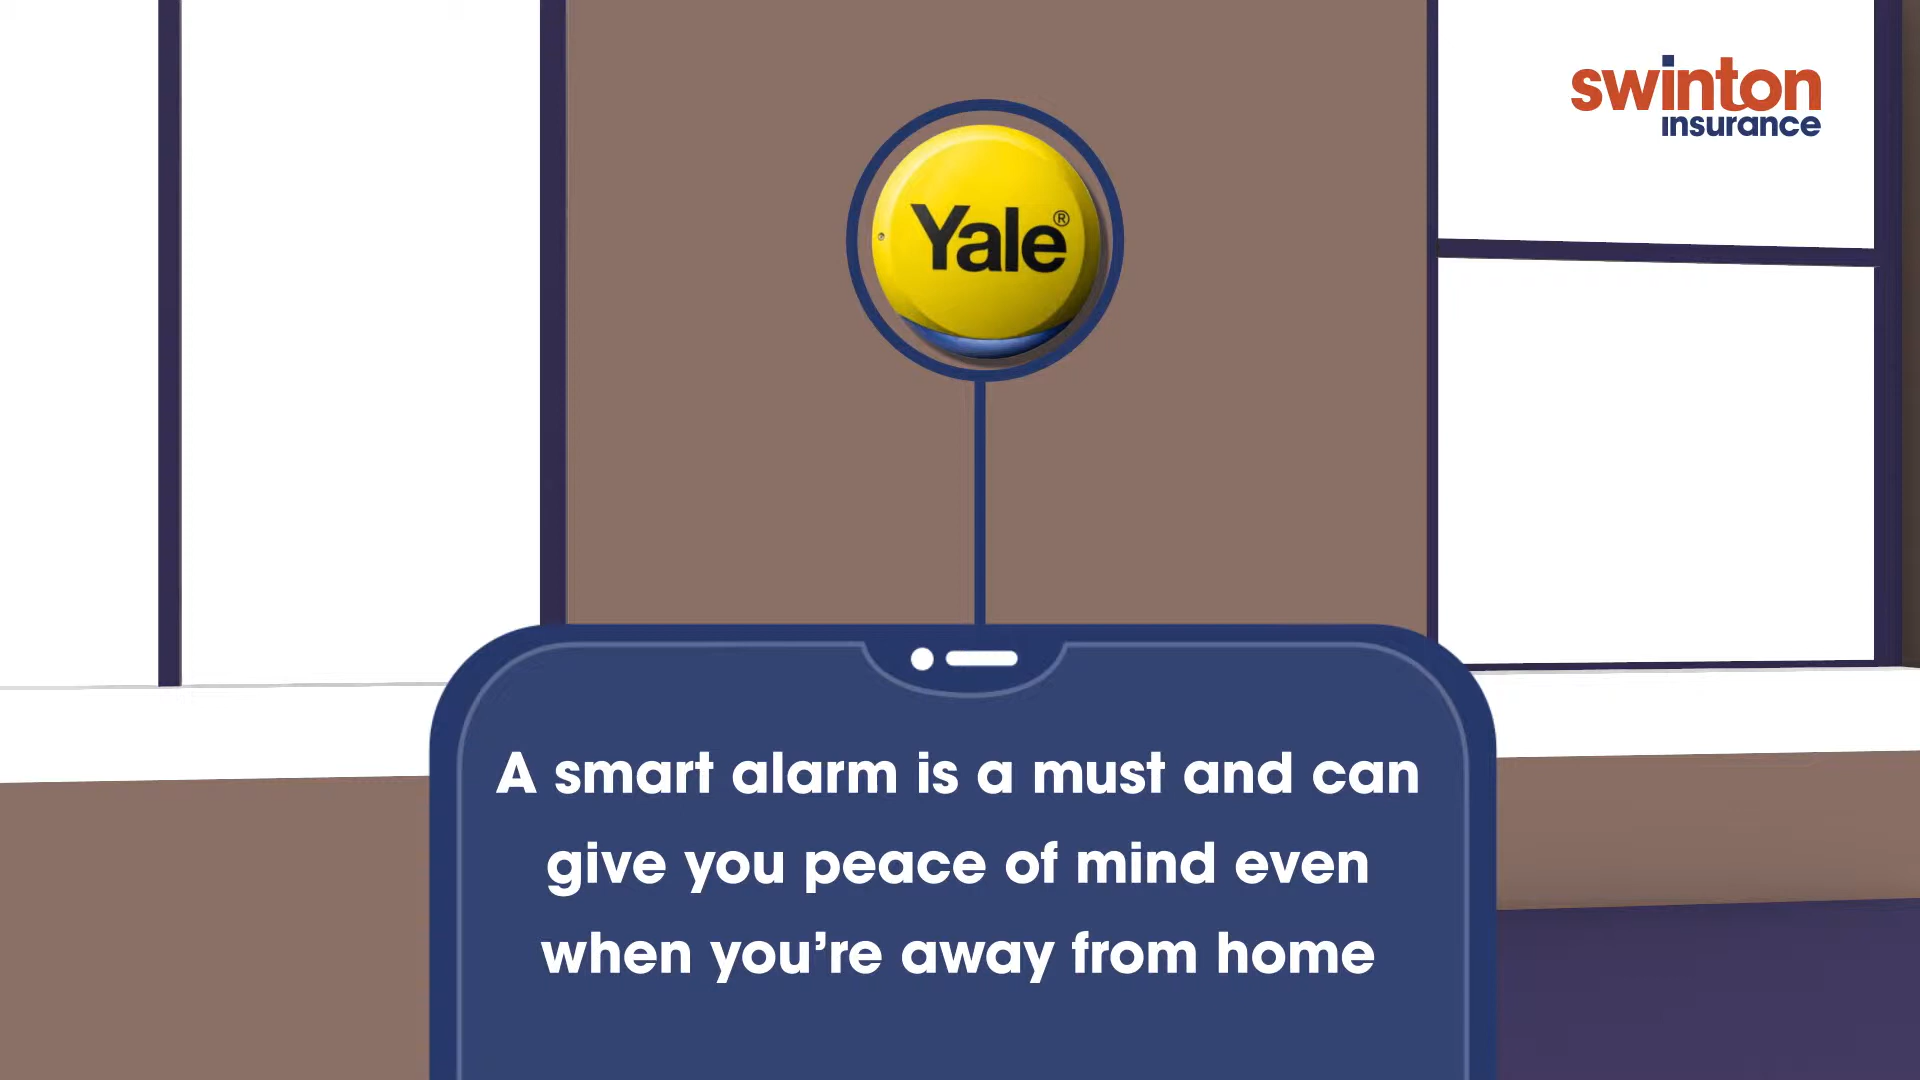 swinton
insurance
Yale®
A smart alarm is a must and can
give you peace of mind even
when you’re away from home